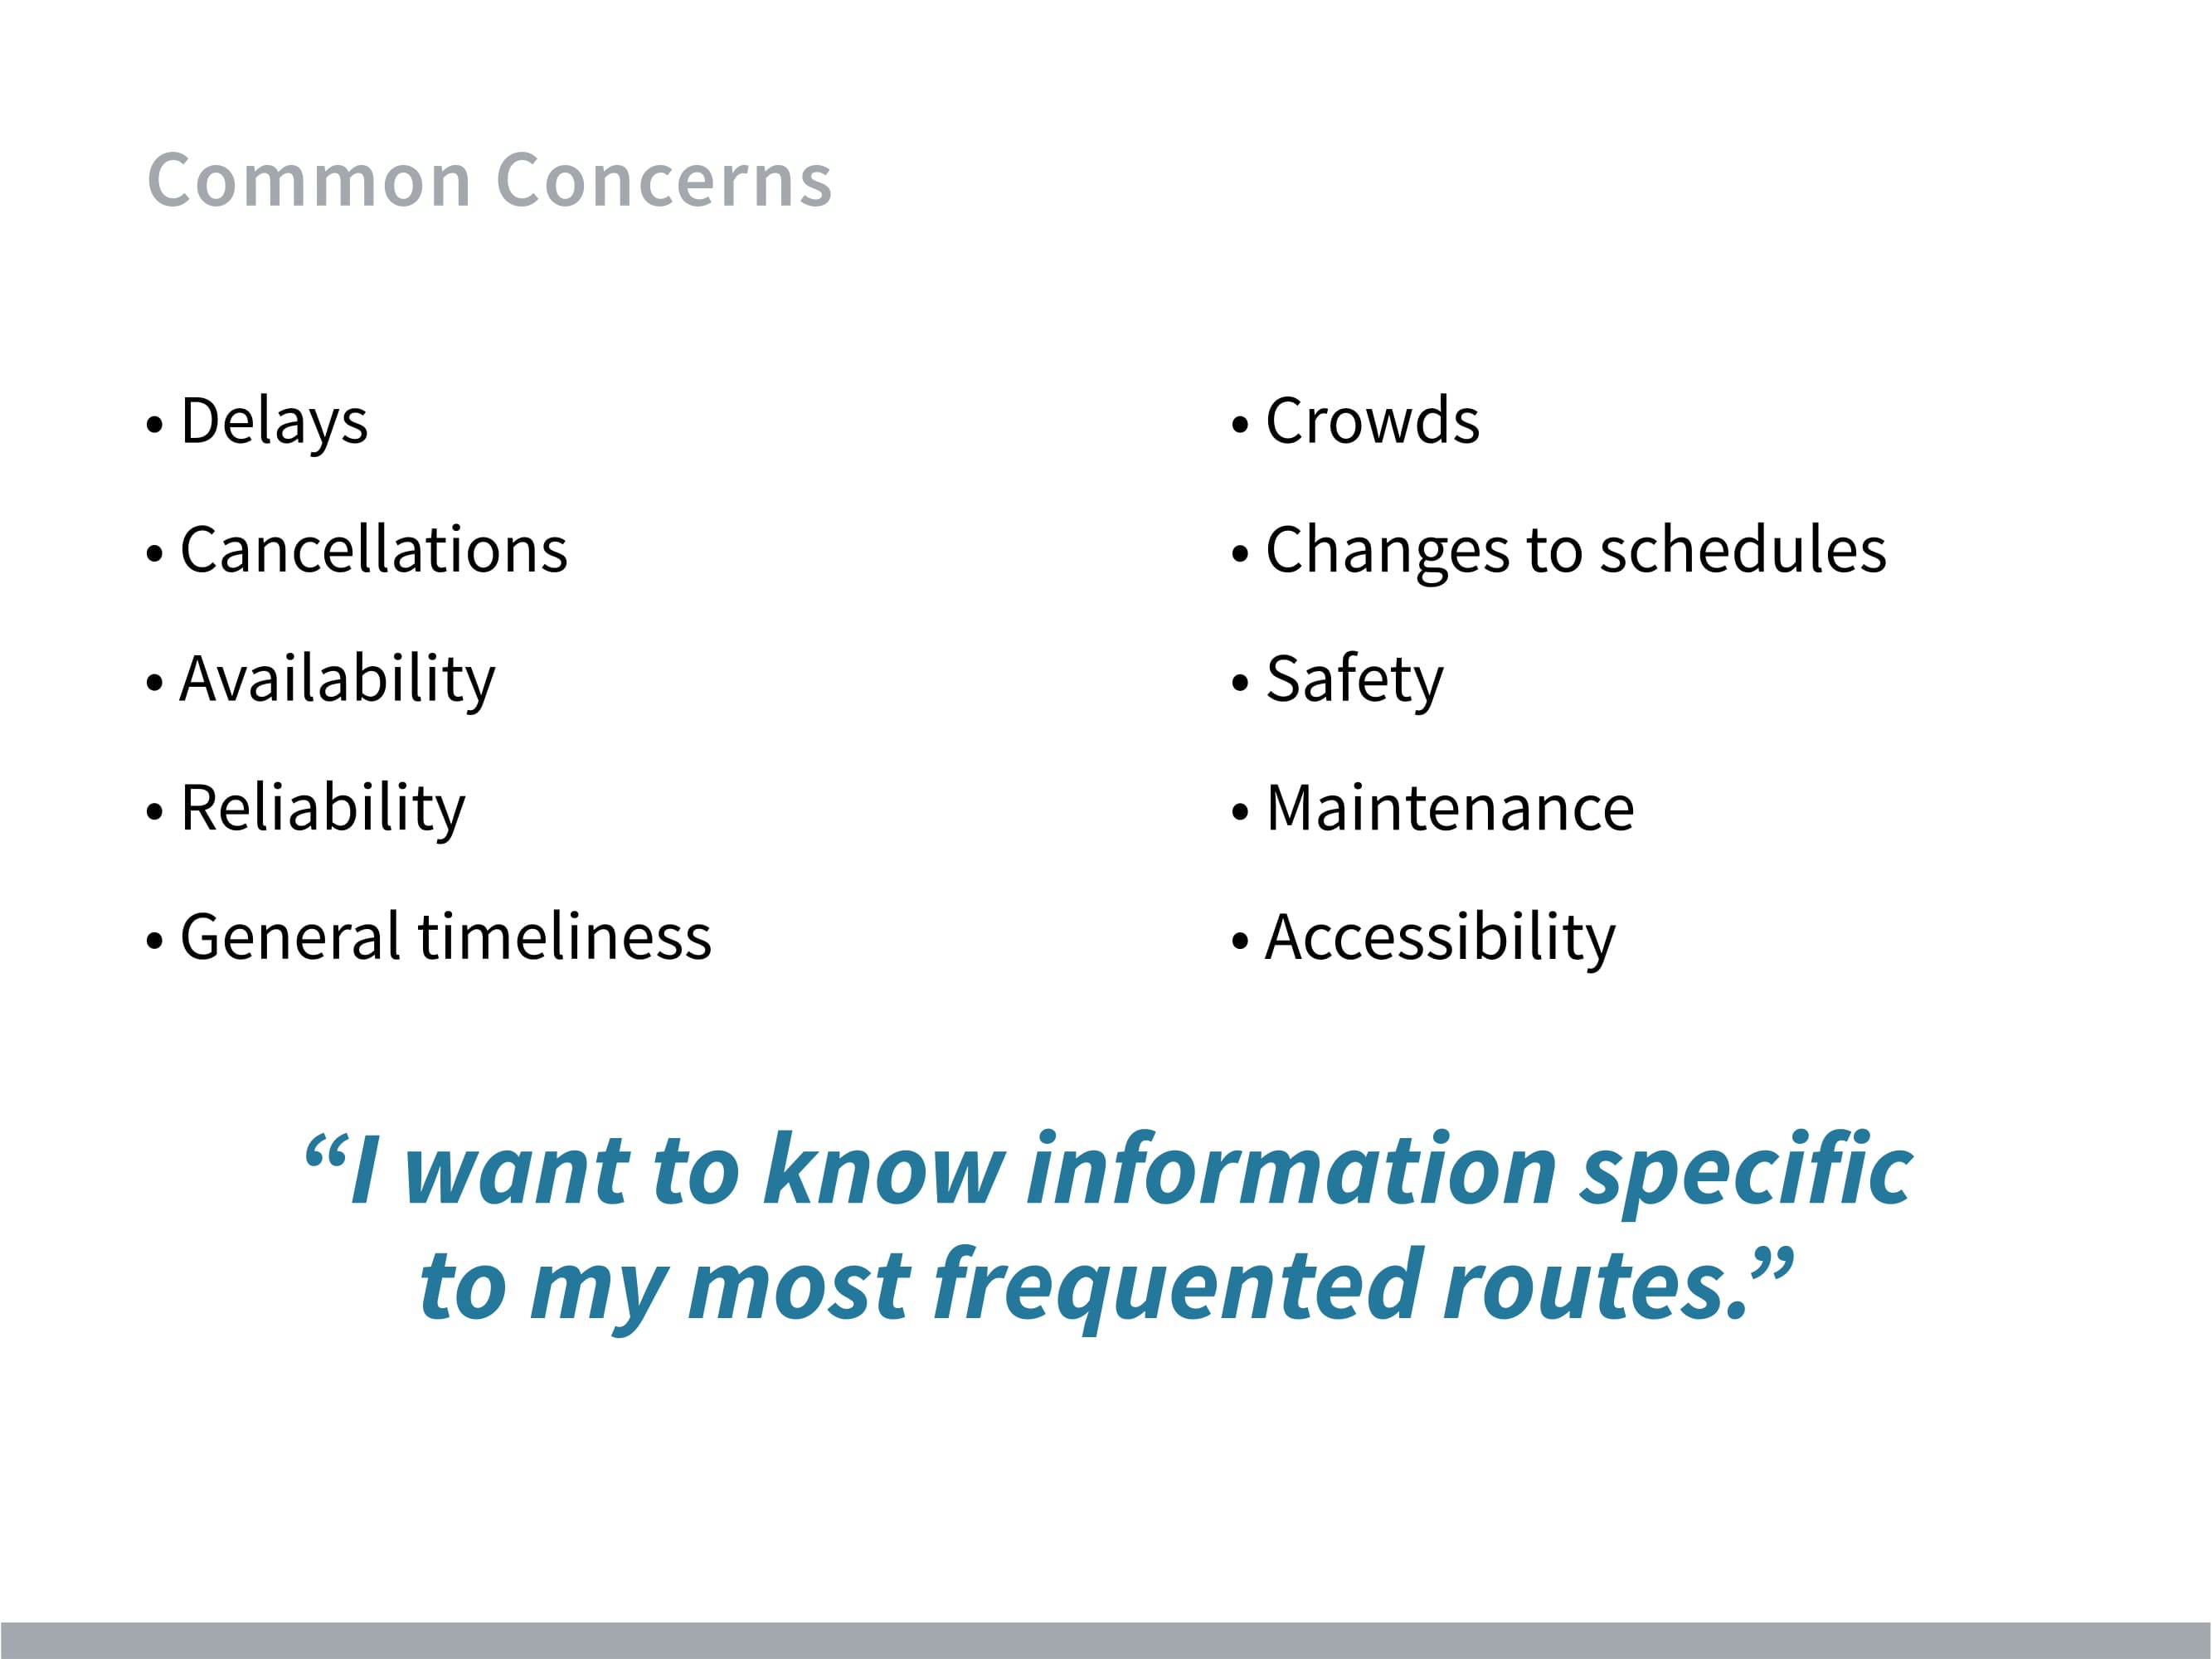 Common Concerns
• Delays
• Cancellations
• Availability
• Reliability
• General timeliness
• Crowds
• Changes to schedules
• Safety
• Maintenance
• Accessibility
“I want to know information specific
to my most frequented routes.”